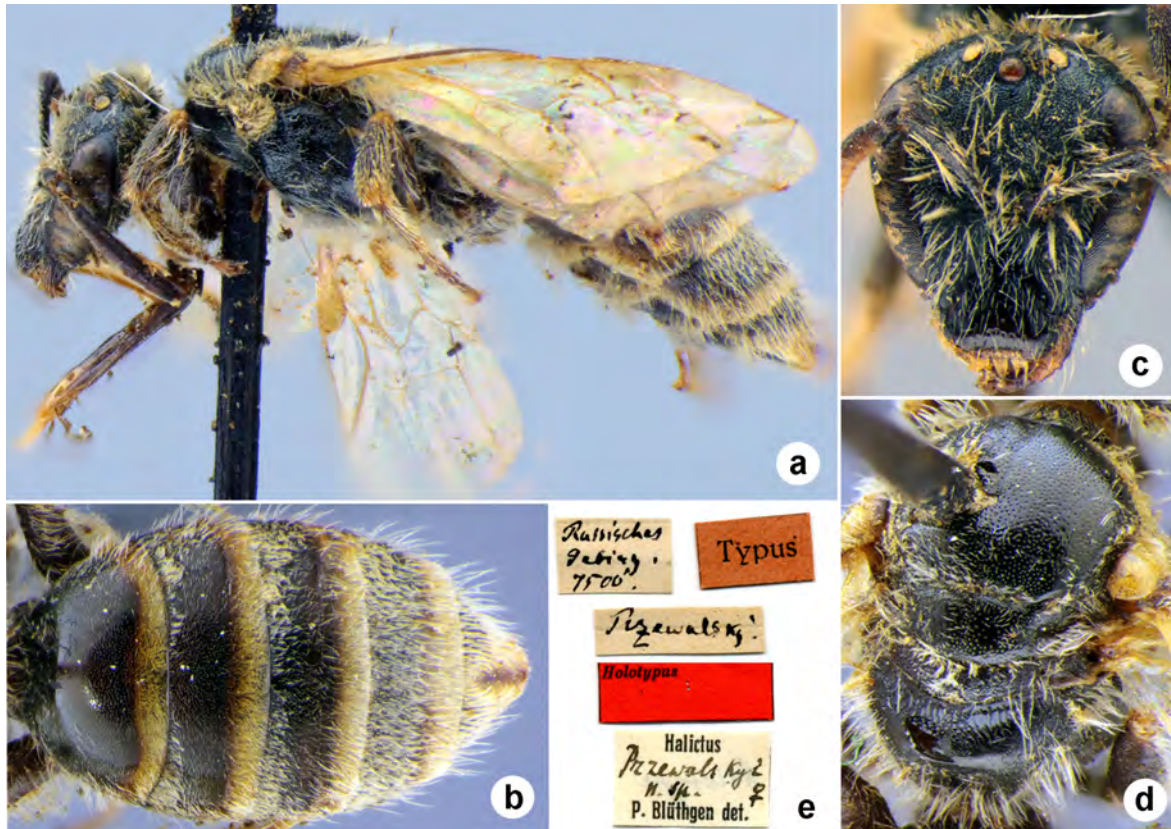 a
c
b
Russisches
Gebirg.
7500'.
Typus
Przewalsky!
Holotypus
Halictus
Przewalskyi
n. sp. ♀
P. Blüthgen det.
e
d